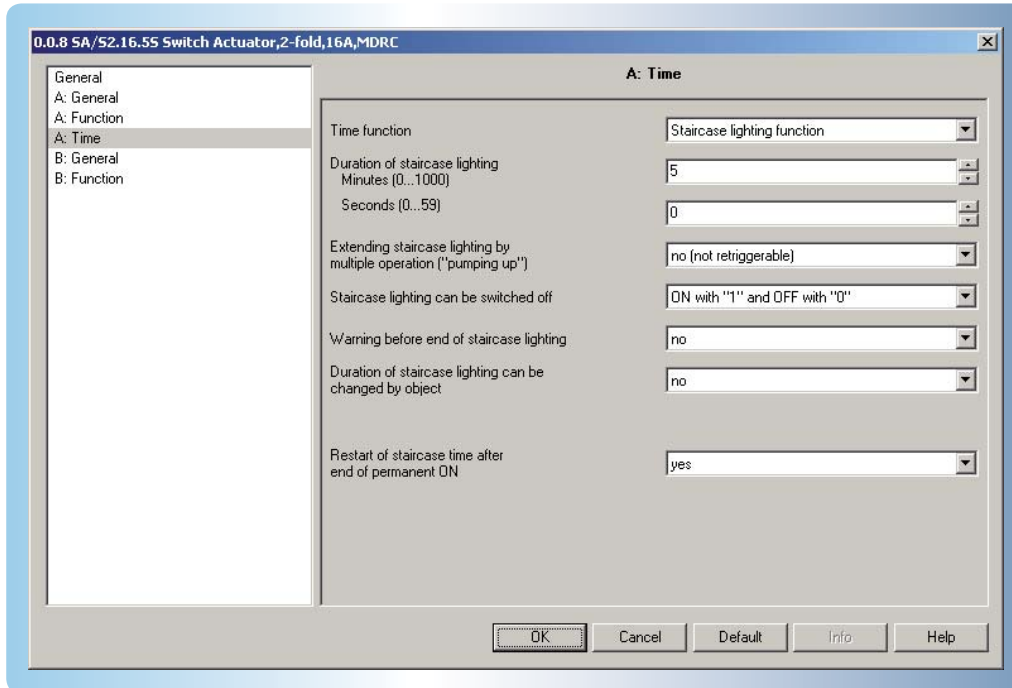 0.0.8 SA/S2.16.5S Switch Actuator,2-fold,16A,MDRC
General
A: General
A: Function
A: Time
B: General
B: Function
A: Time
Time function
Staircase lighting function
Duration of staircase lighting
Minutes (0...1000)
5
Seconds (0...59)
0
Extending staircase lighting by
multiple operation ("pumping up")
no (not retriggerable)
Staircase lighting can be switched off
ON with "1" and OFF with "0"
Warning before end of staircase lighting
no
Duration of staircase lighting can be
changed by object
no
Restart of staircase time after
end of permanent ON
yes
OK
Cancel
Default
Info
Help